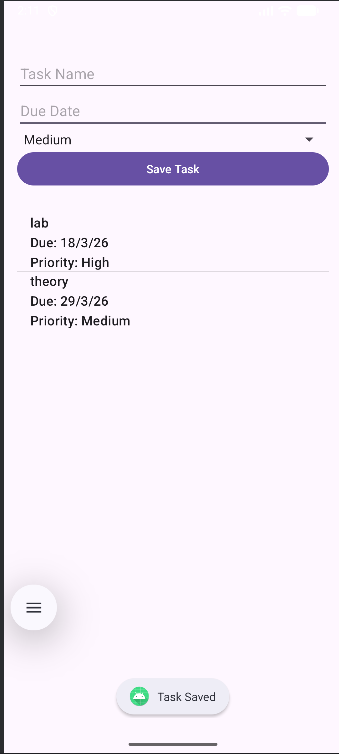 Task Name
Due Date
Medium
Save Task
lab
Due: 18/3/26
Priority: High
theory
Due: 29/3/26
Priority: Medium
Task Saved